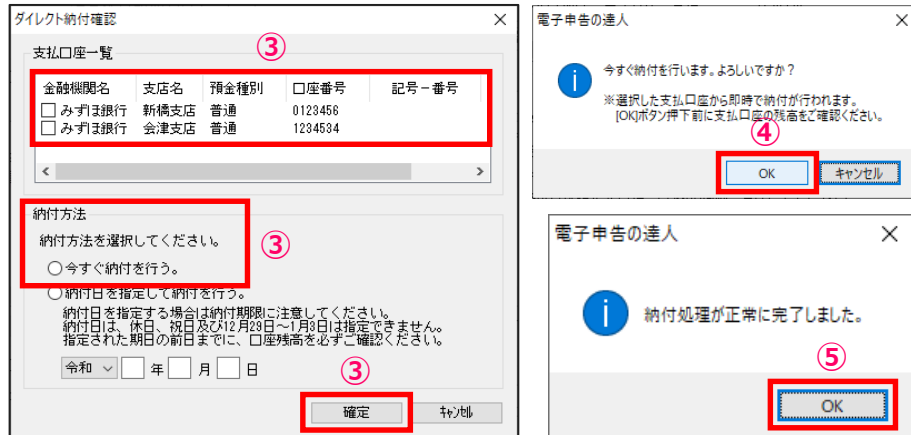 ダイレクト納付確認
支払口座一覧
③
金融機関名 支店名 預金種別 口座番号 記号－番号
みずほ銀行 新橋支店 普通 0123456
みずほ銀行 会津支店 普通 1234534
納付方法
納付方法を選択してください。
③
今すぐ納付を行う。
納付日を指定して納付を行う。
納付日を指定する場合は納付期限に注意してください。
納付日は、休日、祝日及び12月29日～1月3日は指定できません。
指定された期日の前日までに、口座残高を必ずご確認ください。
令和 年 月 日
③
確定 キャンセル
電子申告の達人
今すぐ納付を行います。よろしいですか？
※選択した支払口座から即時で納付が行われます。
[OK]ボタン押下前に支払口座の残高をご確認ください。
④
OK キャンセル
電子申告の達人
納付処理が正常に完了しました。
⑤
OK